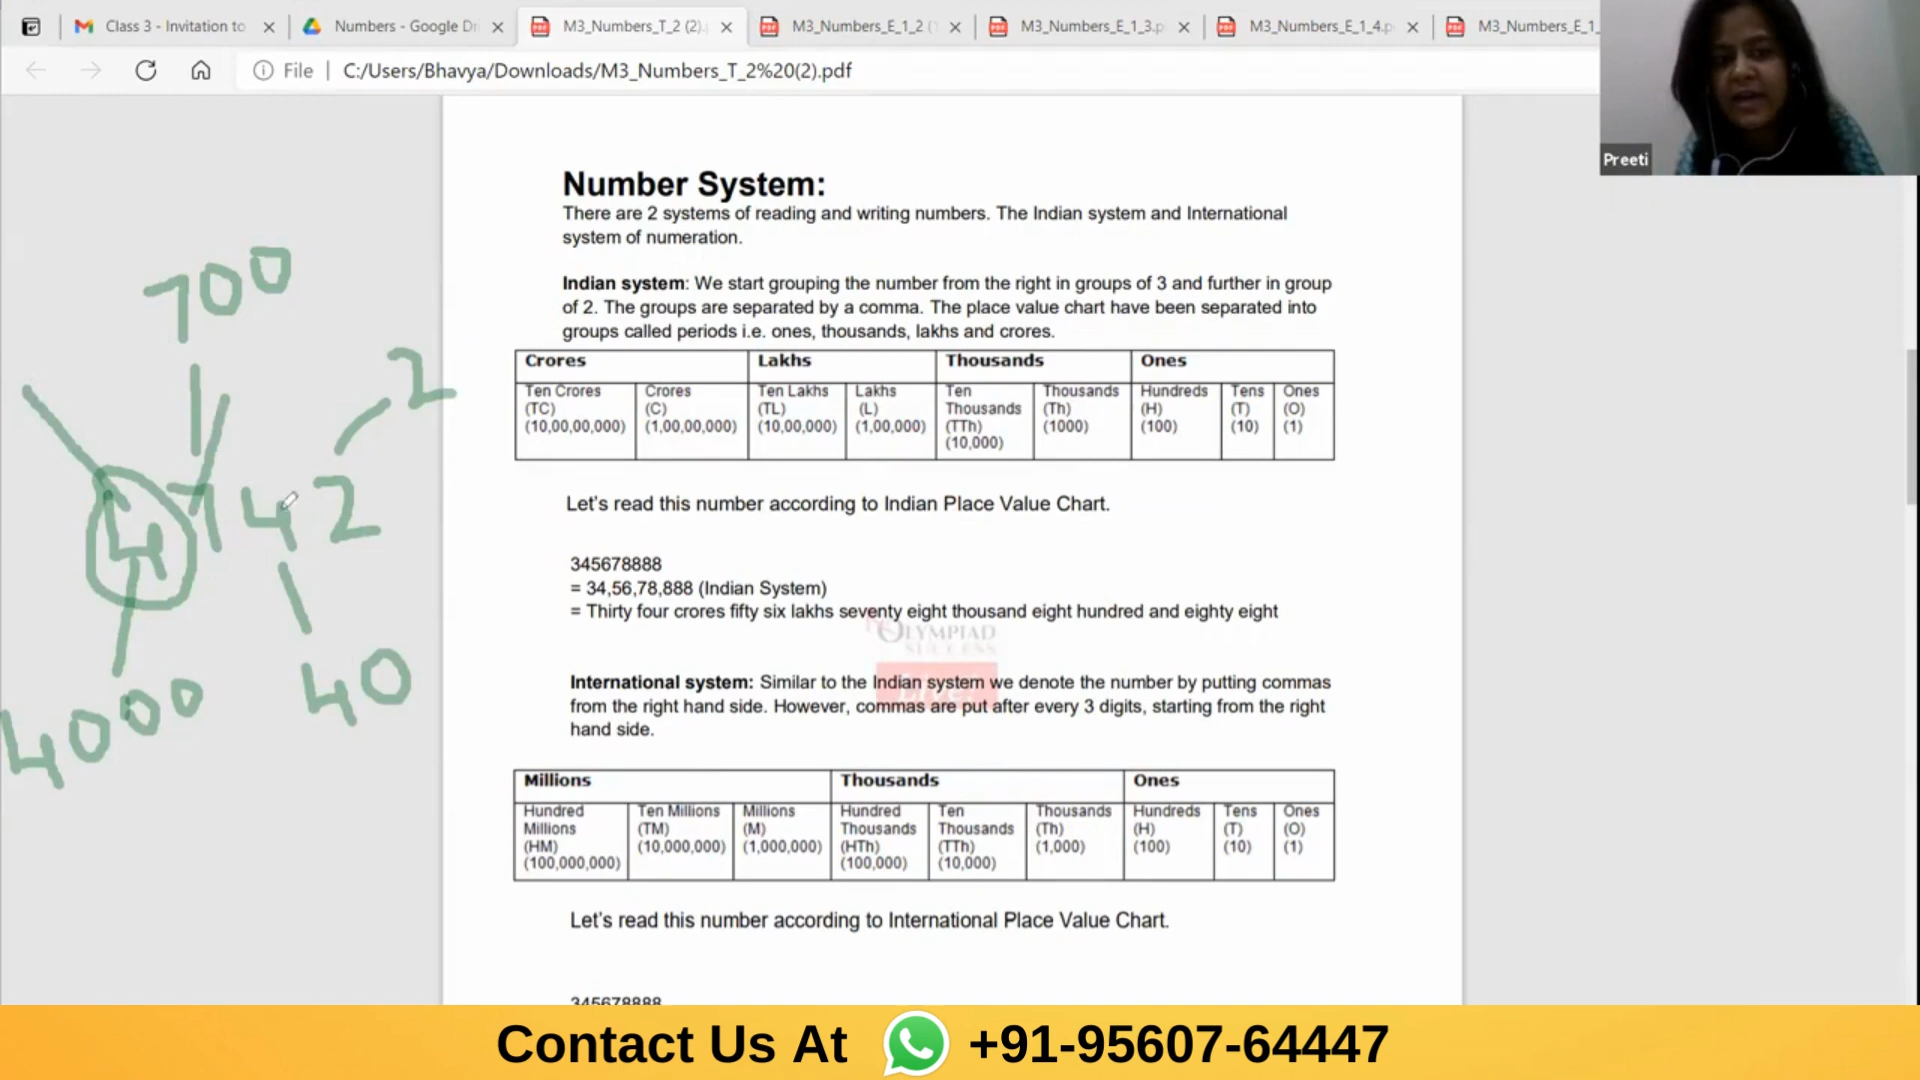 Class 3 - Invitation to
Numbers - Google Dri
M3_Numbers_T_2 (2).
M3_Numbers_E_1_2 (
M3_Numbers_E_1_3.p
M3_Numbers_E_1_4.p
M3_Numbers_E_1_
File
C:/Users/Bhavya/Downloads/M3_Numbers_T_2%20(2).pdf
Preeti
Number System:
There are 2 systems of reading and writing numbers. The Indian system and International
system of numeration.
Indian system: We start grouping the number from the right in groups of 3 and further in group
of 2. The groups are separated by a comma. The place value chart have been separated into
groups called periods i.e. ones, thousands, lakhs and crores.
Crores Lakhs Thousands Ones
Ten Crores (TC) (10,00,00,000)
Crores (C) (1,00,00,000)
Ten Lakhs (TL) (10,00,000)
Lakhs (L) (1,00,000)
Ten Thousands (TTh) (10,000)
Thousands (Th) (1000)
Hundreds (H) (100)
Tens (T) (10)
Ones (O) (1)
Let's read this number according to Indian Place Value Chart.
345678888
= 34,56,78,888 (Indian System)
= Thirty four crores fifty six lakhs seventy eight thousand eight hundred and eighty eight
OLYMPIAD
SUCCESS
Live!
International system: Similar to the Indian system we denote the number by putting commas
from the right hand side. However, commas are put after every 3 digits, starting from the right
hand side.
Millions Thousands Ones
Hundred Millions (HM) (100,000,000)
Ten Millions (TM) (10,000,000)
Millions (M) (1,000,000)
Hundred Thousands (HTh) (100,000)
Ten Thousands (TTh) (10,000)
Thousands (Th) (1,000)
Hundreds (H) (100)
Tens (T) (10)
Ones (O) (1)
Let's read this number according to International Place Value Chart.
345678888
700
2
4742
4000
40
Contact Us At +91-95607-64447